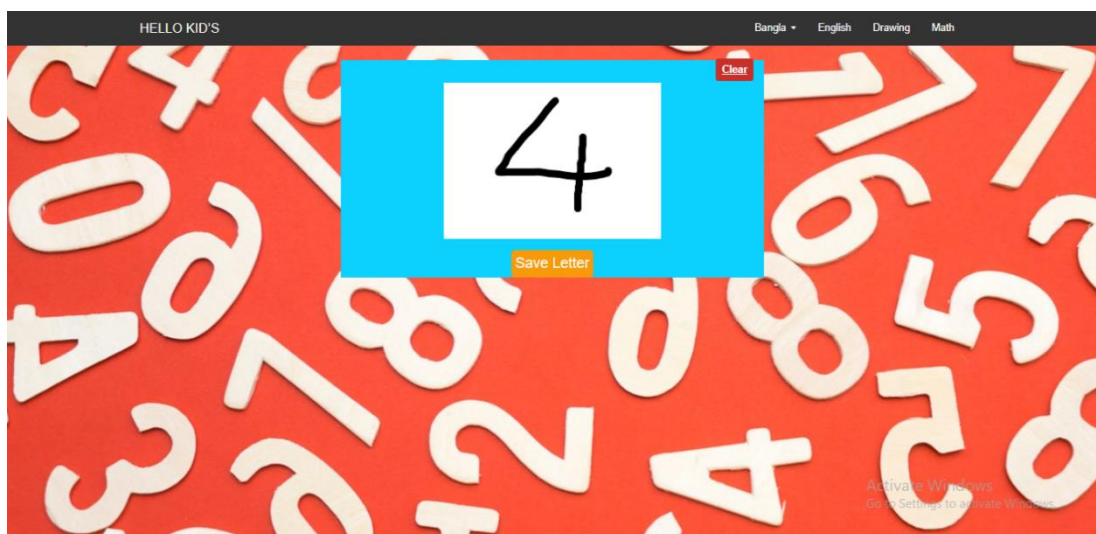 HELLO KID'S
Bangla
English
Drawing
Math
Clear
4
Save Letter
Activate Windows
Go to Settings to activate Windows.